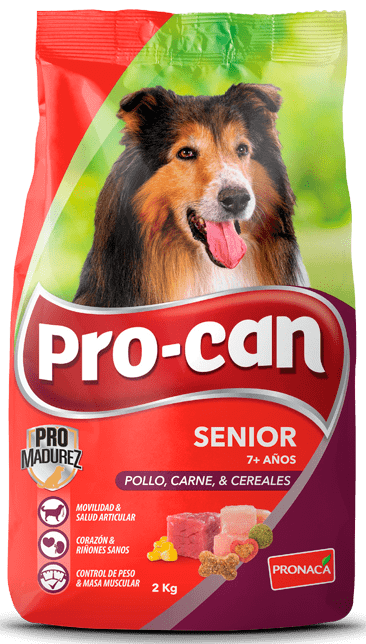 PRO-can
SENIOR
7+ AÑOS
POLLO, CARNE, & CEREALES
PRO
MADUREZ
MOVILIDAD &
SALUD ARTICULAR
CORAZÓN &
RIÑONES SANOS
CONTROL DE PESO
& MASA MUSCULAR
2 Kg
PRONACA